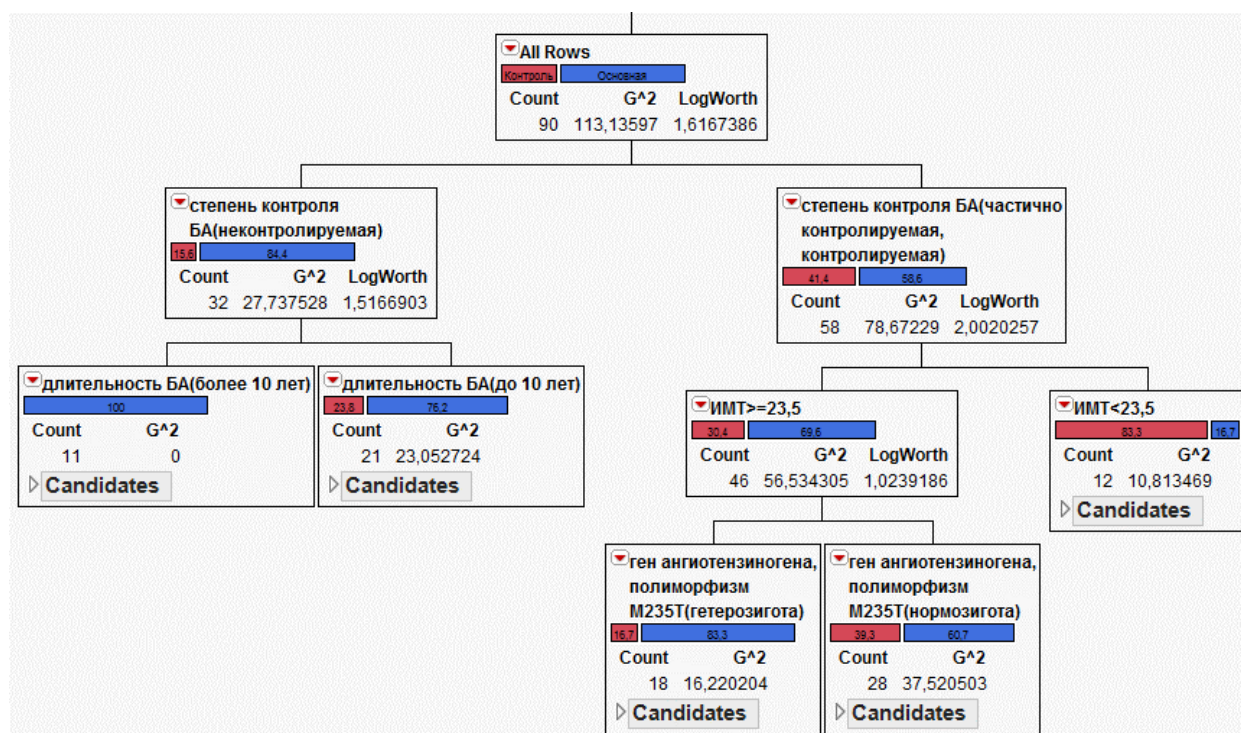 All Rows
Контроль Основная
Count G^2 LogWorth
90 113,13597 1,6167386
степень контроля
БА(неконтролируемая)
15,6 84,4
Count G^2 LogWorth
32 27,737528 1,5166903
степень контроля БА(частично
контролируемая,
контролируемая)
41,4 58,6
Count G^2 LogWorth
58 78,67229 2,0020257
длительность БА(более 10 лет)
100
Count G^2
11 0
Candidates
длительность БА(до 10 лет)
23,8 76,2
Count G^2
21 23,052724
Candidates
ИМТ>=23,5
30,4 69,6
Count G^2 LogWorth
46 56,534305 1,0239186
ИМТ<23,5
83,3 16,7
Count G^2
12 10,813469
Candidates
ген ангиотензиногена,
полиморфизм
M235T(гетерозигота)
16,7 83,3
Count G^2
18 16,220204
Candidates
ген ангиотензиногена,
полиморфизм
M235T(нормозигота)
39,3 60,7
Count G^2
28 37,520503
Candidates